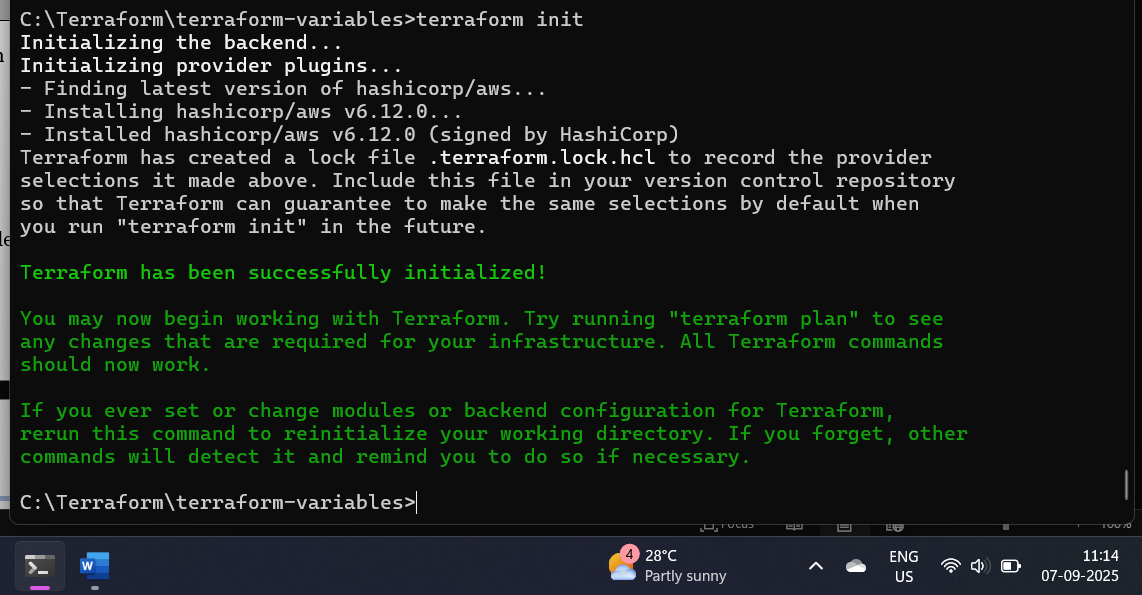 C:\Terraform\terraform-variables>terraform init
Initializing the backend...
Initializing provider plugins...
- Finding latest version of hashicorp/aws...
- Installing hashicorp/aws v6.12.0...
- Installed hashicorp/aws v6.12.0 (signed by HashiCorp)
Terraform has created a lock file .terraform.lock.hcl to record the provider
selections it made above. Include this file in your version control repository
so that Terraform can guarantee to make the same selections by default when
you run "terraform init" in the future.
Terraform has been successfully initialized!
You may now begin working with Terraform. Try running "terraform plan" to see
any changes that are required for your infrastructure. All Terraform commands
should now work.
If you ever set or change modules or backend configuration for Terraform,
rerun this command to reinitialize your working directory. If you forget, other
commands will detect it and remind you to do so if necessary.
C:\Terraform\terraform-variables>
Focus
100%
W
4
28°C
Partly sunny
ENG
US
11:14
07-09-2025